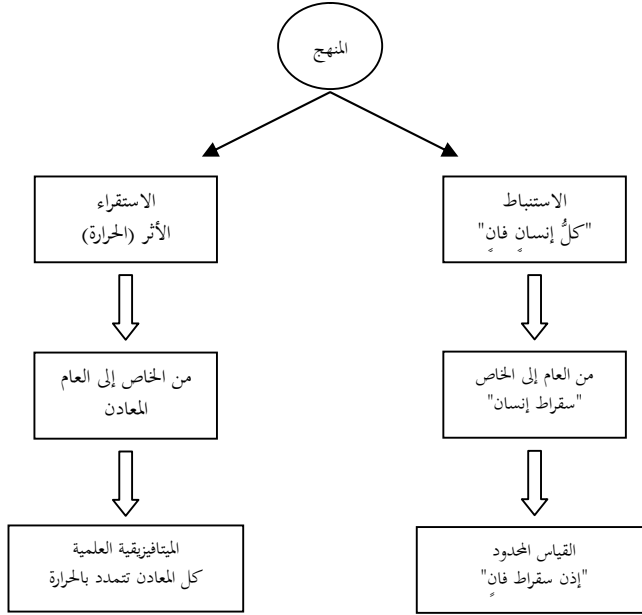 المنهج
الاستنباط
"كلُّ إنسانٍ فانٍ"
الاستقراء
الأثر (الحرارة)
من العام إلى الخاص
"سقراط إنسان"
من الخاص إلى العام
المعادن
القياس المحدود
"إذن سقراط فانٍ"
الميتافيزيقية العلمية
كل المعادن تتمدد بالحرارة